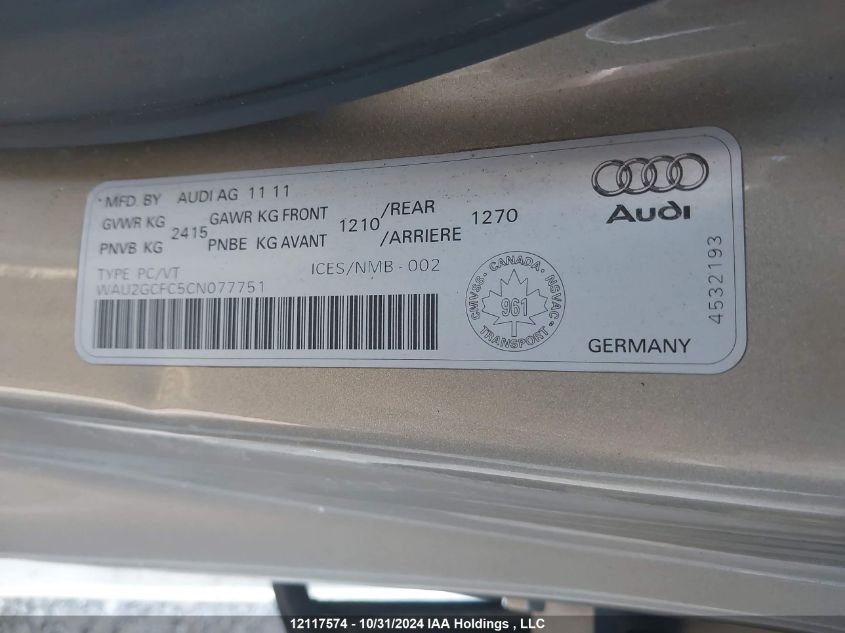 MFD. BY AUDI AG 11 11
GVWR KG 2415 GAWR KG FRONT 1210 /REAR 1270
PNVB KG PNBE KG AVANT /ARRIERE
TYPE PC/VT ICES/NMB - 002
WAU2GCFC5CN077751
Audi
CMVSS - CANADA - NSVAC
961
TRANSPORT
GERMANY
4532193
12117574 - 10/31/2024 IAA Holdings , LLC